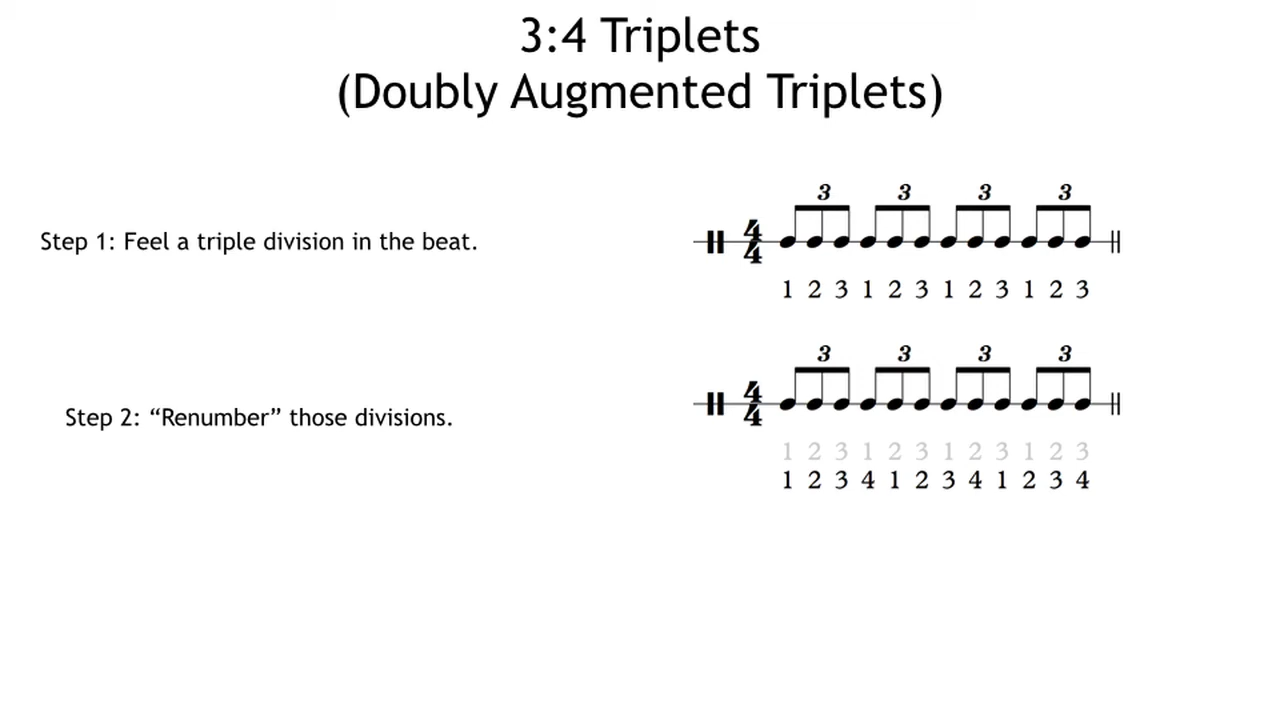 3:4 Triplets
(Doubly Augmented Triplets)
3 3 3 3
Step 1: Feel a triple division in the beat.
4
4
1 2 3 1 2 3 1 2 3 1 2 3
3 3 3 3
Step 2: “Renumber” those divisions.
4
4
1 2 3 1 2 3 1 2 3 1 2 3
1 2 3 4 1 2 3 4 1 2 3 4